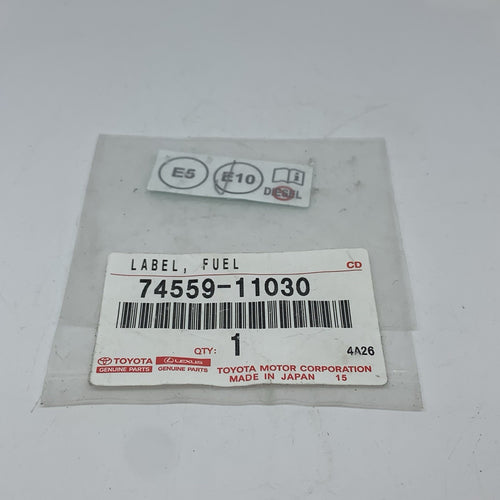 E5 E10 i
DIESEL
LABEL, FUEL CD
74559-11030
QTY: 1 4A26
TOYOTA LEXUS TOYOTA MOTOR CORPORATION
GENUINE PARTS GENUINE PARTS MADE IN JAPAN 15